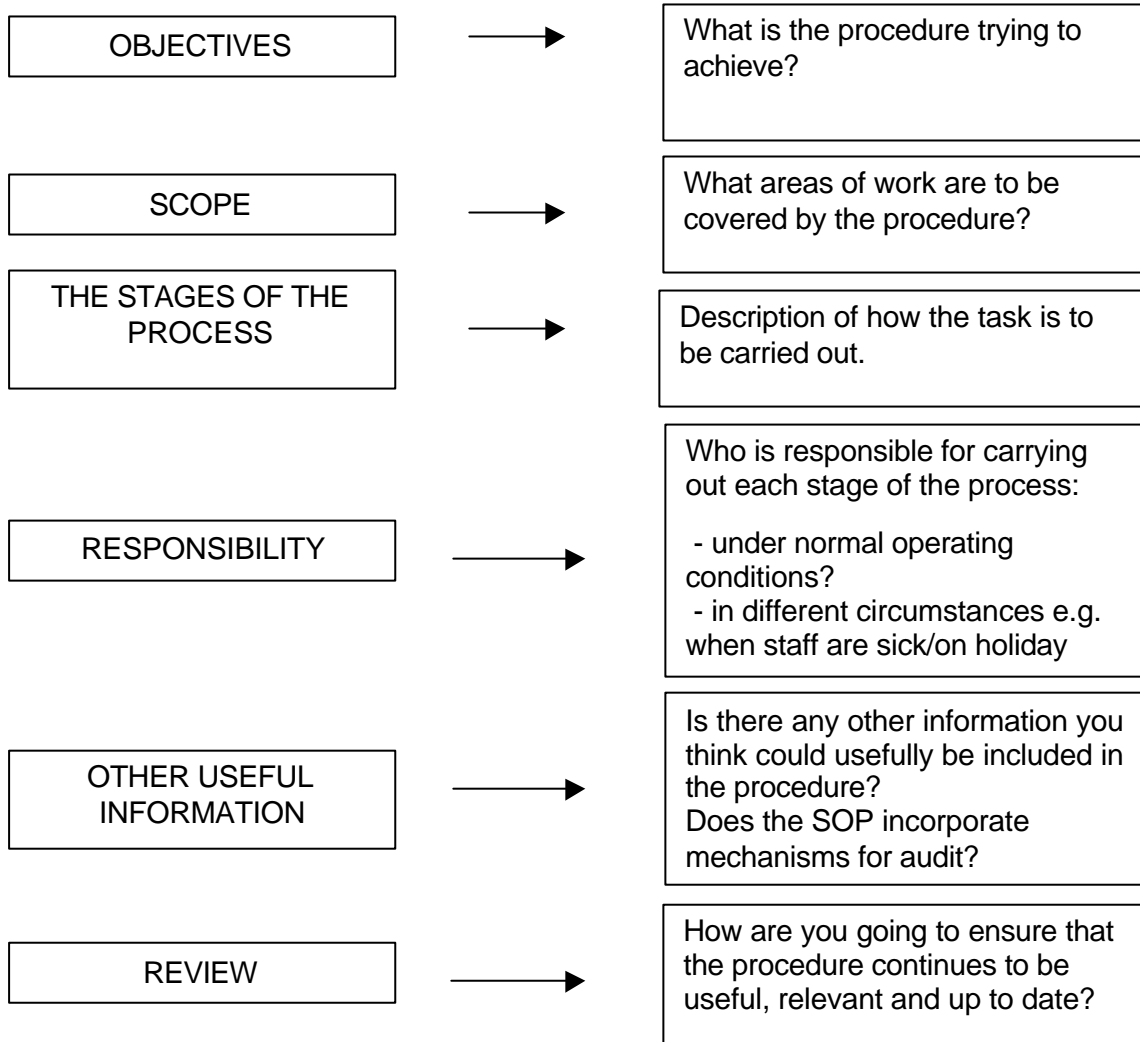 OBJECTIVES
What is the procedure trying to
achieve?
SCOPE
What areas of work are to be
covered by the procedure?
THE STAGES OF THE
PROCESS
Description of how the task is to
be carried out.
RESPONSIBILITY
Who is responsible for carrying
out each stage of the process:
- under normal operating
conditions?
- in different circumstances e.g.
when staff are sick/on holiday
OTHER USEFUL
INFORMATION
Is there any other information you
think could usefully be included in
the procedure?
Does the SOP incorporate
mechanisms for audit?
REVIEW
How are you going to ensure that
the procedure continues to be
useful, relevant and up to date?